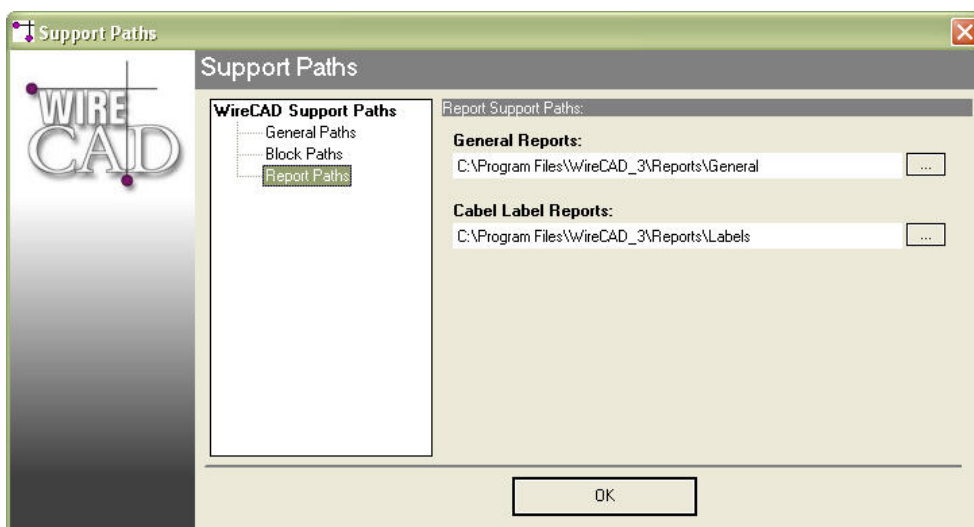 Support Paths
WIRE
CAD
Support Paths
WireCAD Support Paths
General Paths
Block Paths
Report Paths
Report Support Paths:
General Reports:
C:\Program Files\WireCAD_3\Reports\General
...
Cabel Label Reports:
C:\Program Files\WireCAD_3\Reports\Labels
...
OK